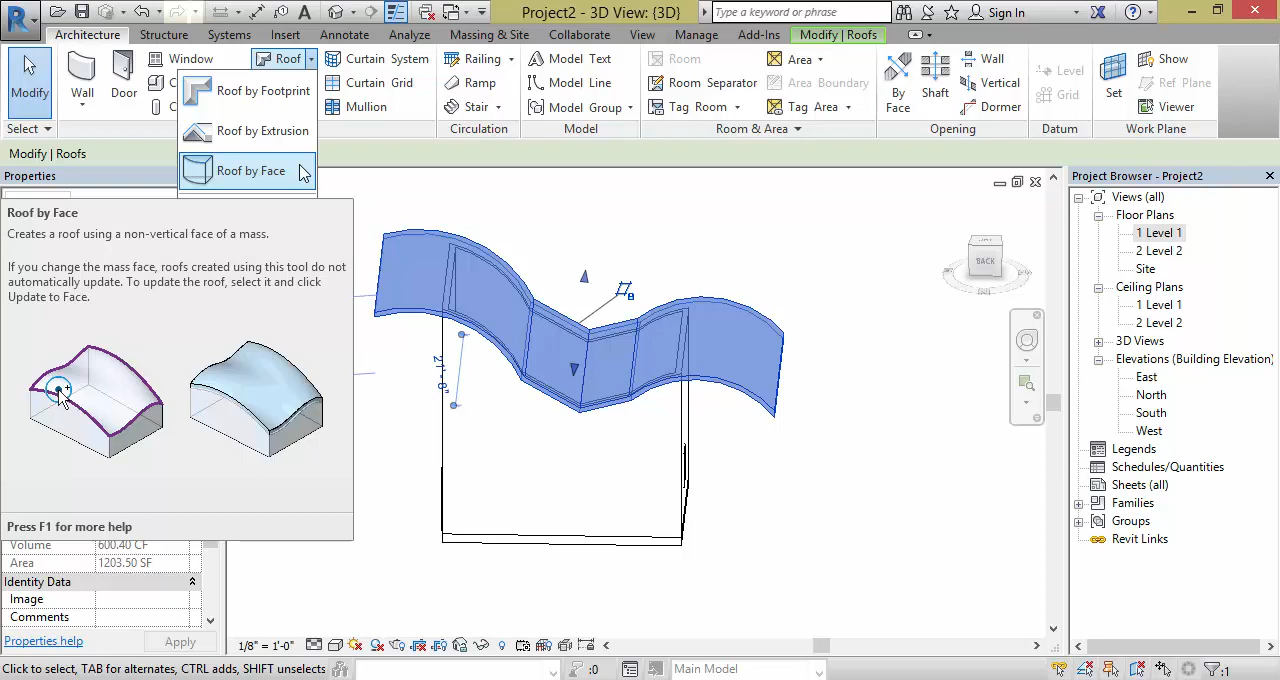 Project2 - 3D View: {3D}
Type a keyword or phrase
Sign In
Architecture Structure Systems Insert Annotate Analyze Massing & Site Collaborate View Manage Add-Ins Modify | Roofs
Modify
Wall
Door
Window
Roof
Roof by Footprint
Roof by Extrusion
Roof by Face
Curtain System
Curtain Grid
Mullion
Railing
Ramp
Stair
Model Text
Model Line
Model Group
Room
Room Separator
Tag Room
Area
Area Boundary
Tag Area
By Face
Shaft
Wall
Vertical
Dormer
Level
Grid
Set
Show
Ref Plane
Viewer
Select
Circulation
Model
Room & Area
Opening
Datum
Work Plane
Modify | Roofs
Properties
Roof by Face
Creates a roof using a non-vertical face of a mass.
If you change the mass face, roofs created using this tool do not
automatically update. To update the roof, select it and click
Update to Face.
Press F1 for more help
Volume 600.40 CF
Area 1203.50 SF
Identity Data
Image
Comments
Properties help
Apply
BACK
Project Browser - Project2
Views (all)
Floor Plans
1 Level 1
2 Level 2
Site
Ceiling Plans
1 Level 1
2 Level 2
3D Views
Elevations (Building Elevation)
East
North
South
West
Legends
Schedules/Quantities
Sheets (all)
Families
Groups
Revit Links
1/8" = 1'-0"
Click to select, TAB for alternates, CTRL adds, SHIFT unselects
:0
Main Model
:1